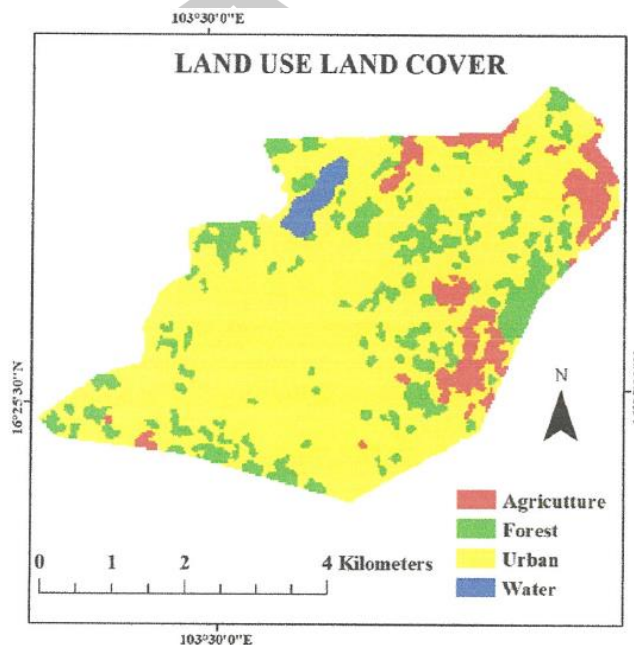 103°30'0"E
LAND USE LAND COVER
16°25'30"N
N
Agricutture
Forest
Urban
Water
0 1 2 4 Kilometers
103°30'0"E